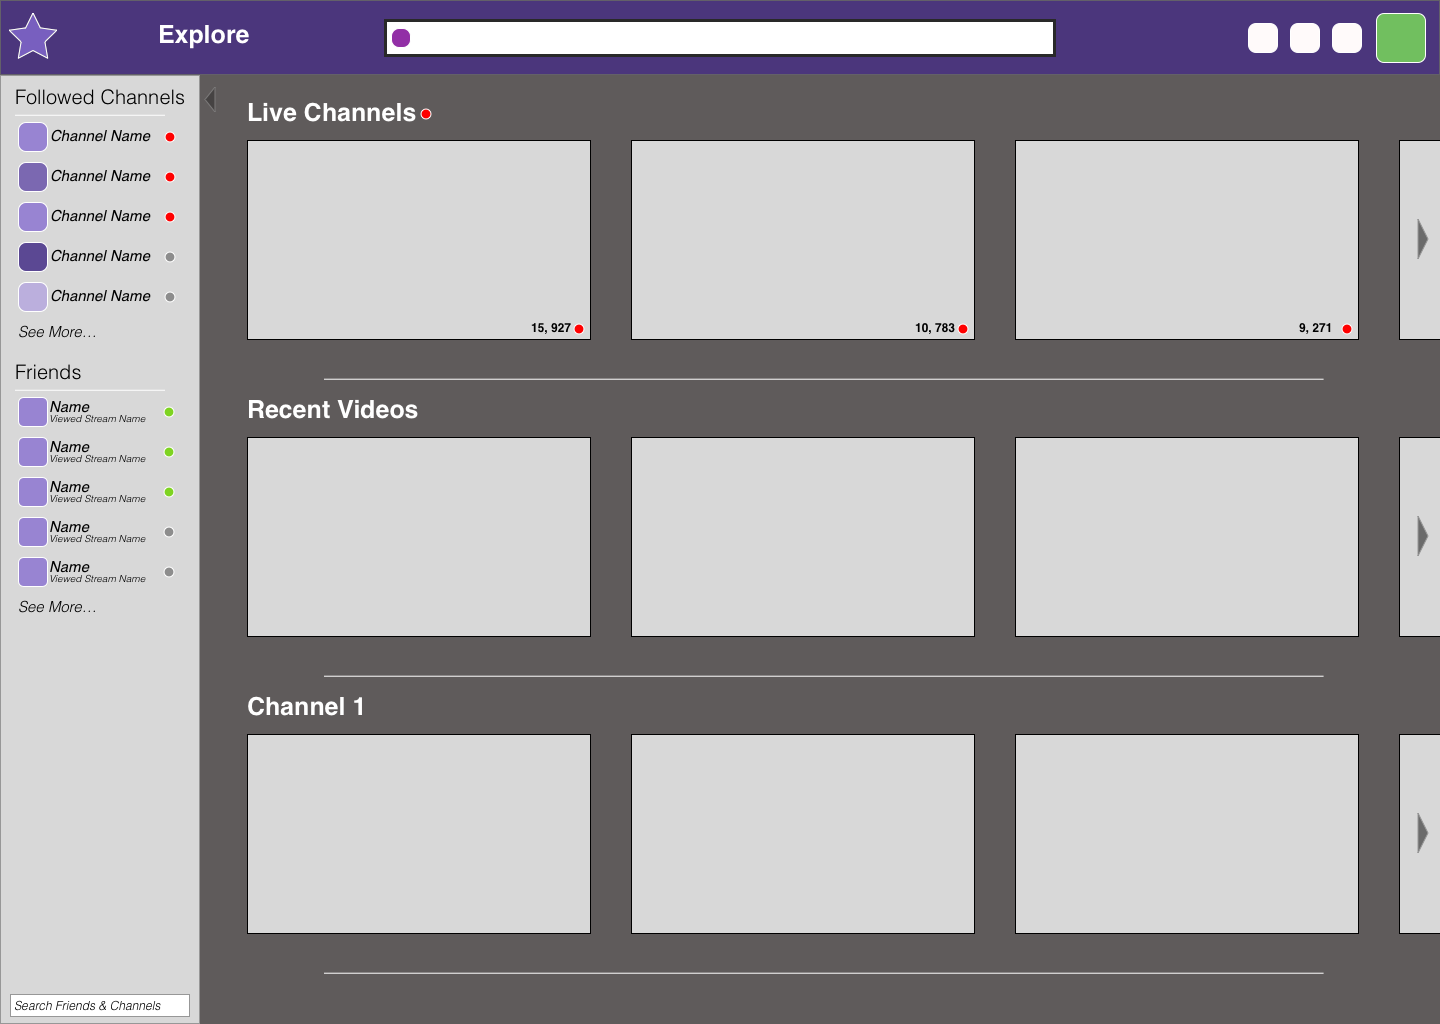 Explore
Followed Channels
Channel Name
Channel Name
Channel Name
Channel Name
Channel Name
See More...
Friends
Name
Viewed Stream Name
Name
Viewed Stream Name
Name
Viewed Stream Name
Name
Viewed Stream Name
Name
Viewed Stream Name
See More...
Search Friends & Channels
Live Channels
15, 927
10, 783
9, 271
Recent Videos
Channel 1